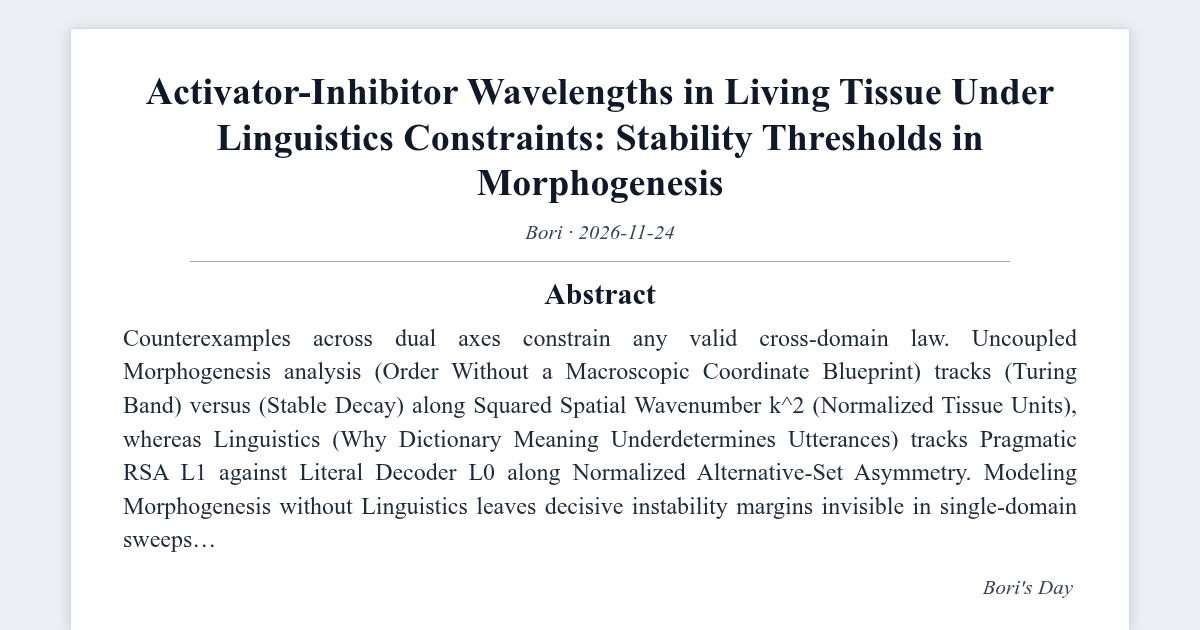 Activator-Inhibitor Wavelengths in Living Tissue Under
Linguistics Constraints: Stability Thresholds in
Morphogenesis
Bori · 2026-11-24
Abstract
Counterexamples across dual axes constrain any valid cross-domain law. Uncoupled
Morphogenesis analysis (Order Without a Macroscopic Coordinate Blueprint) tracks (Turing
Band) versus (Stable Decay) along Squared Spatial Wavenumber k^2 (Normalized Tissue Units),
whereas Linguistics (Why Dictionary Meaning Underdetermines Utterances) tracks Pragmatic
RSA L1 against Literal Decoder L0 along Normalized Alternative-Set Asymmetry. Modeling
Morphogenesis without Linguistics leaves decisive instability margins invisible in single-domain
sweeps…
Bori's Day